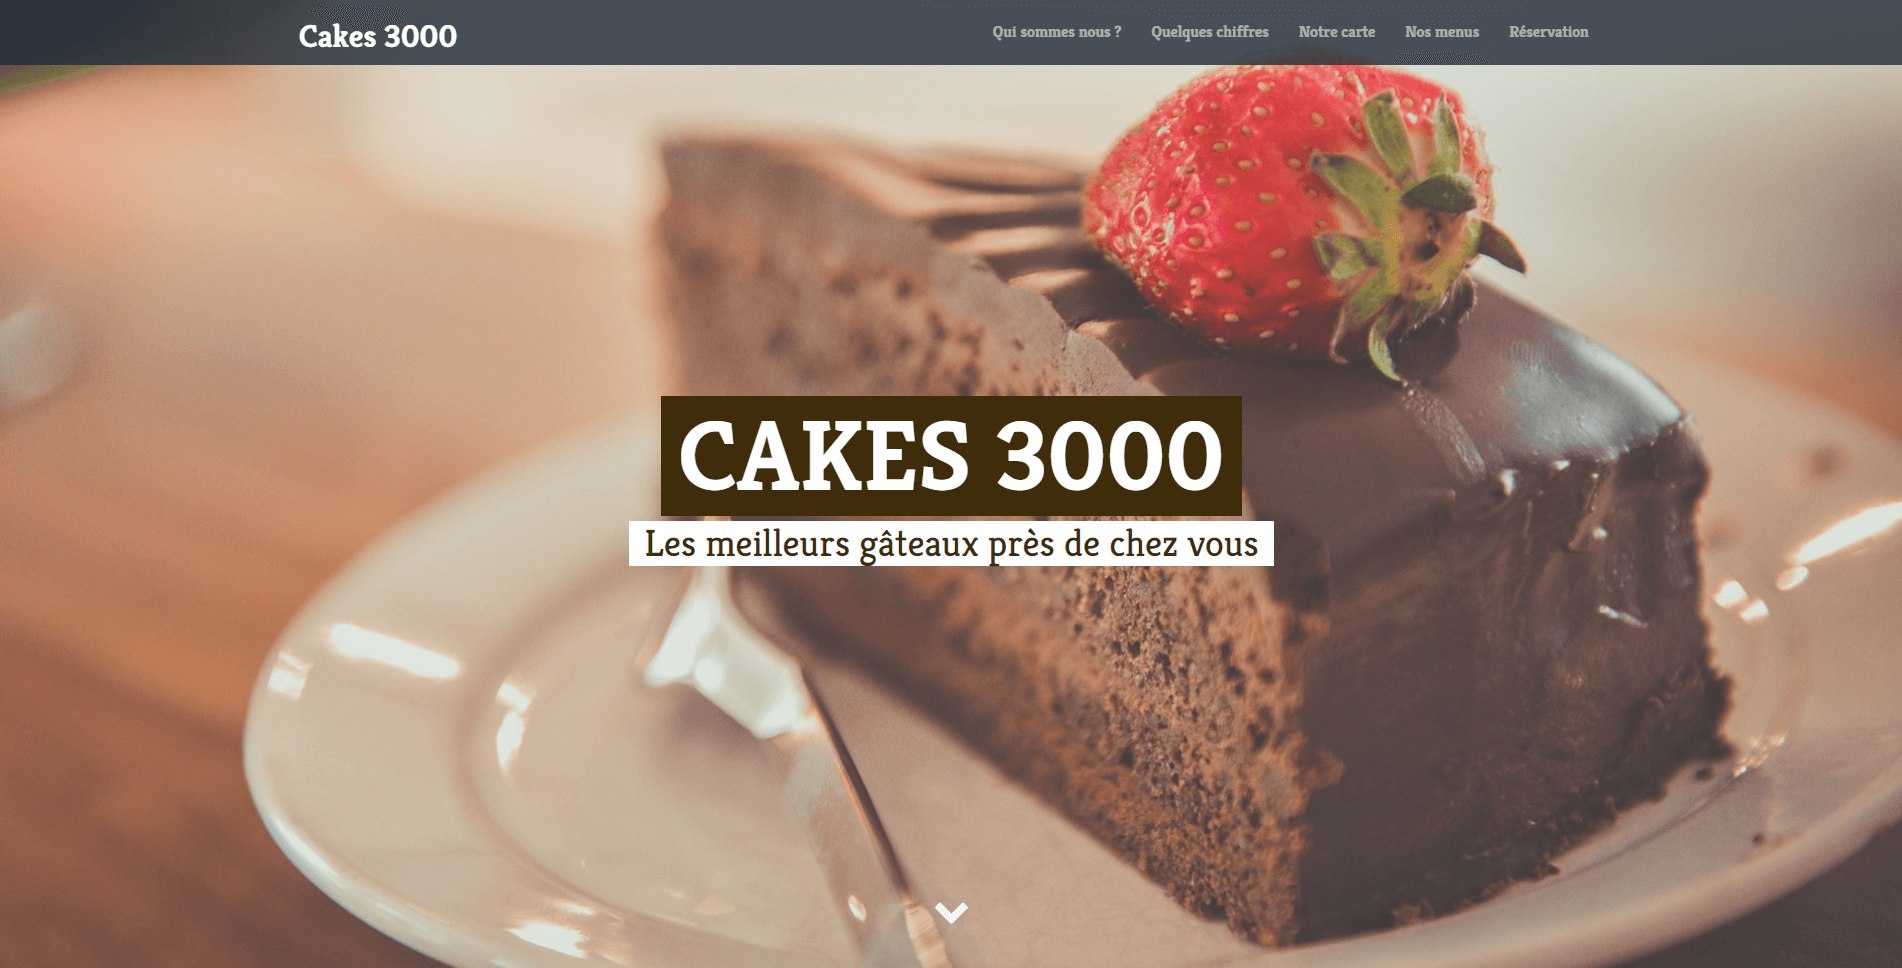 Cakes 3000
Qui sommes nous ? Quelques chiffres Notre carte Nos menus Réservation
CAKES 3000
Les meilleurs gâteaux près de chez vous